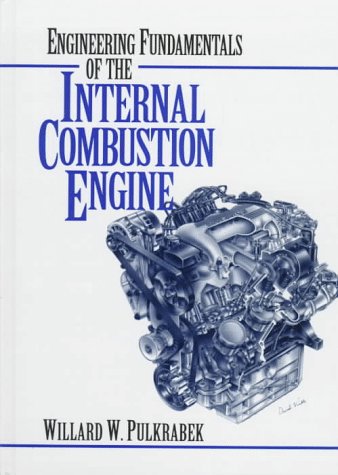 ENGINEERING FUNDAMENTALS
OF THE
INTERNAL
COMBUSTION
ENGINE
WILLARD W. PULKRABEK